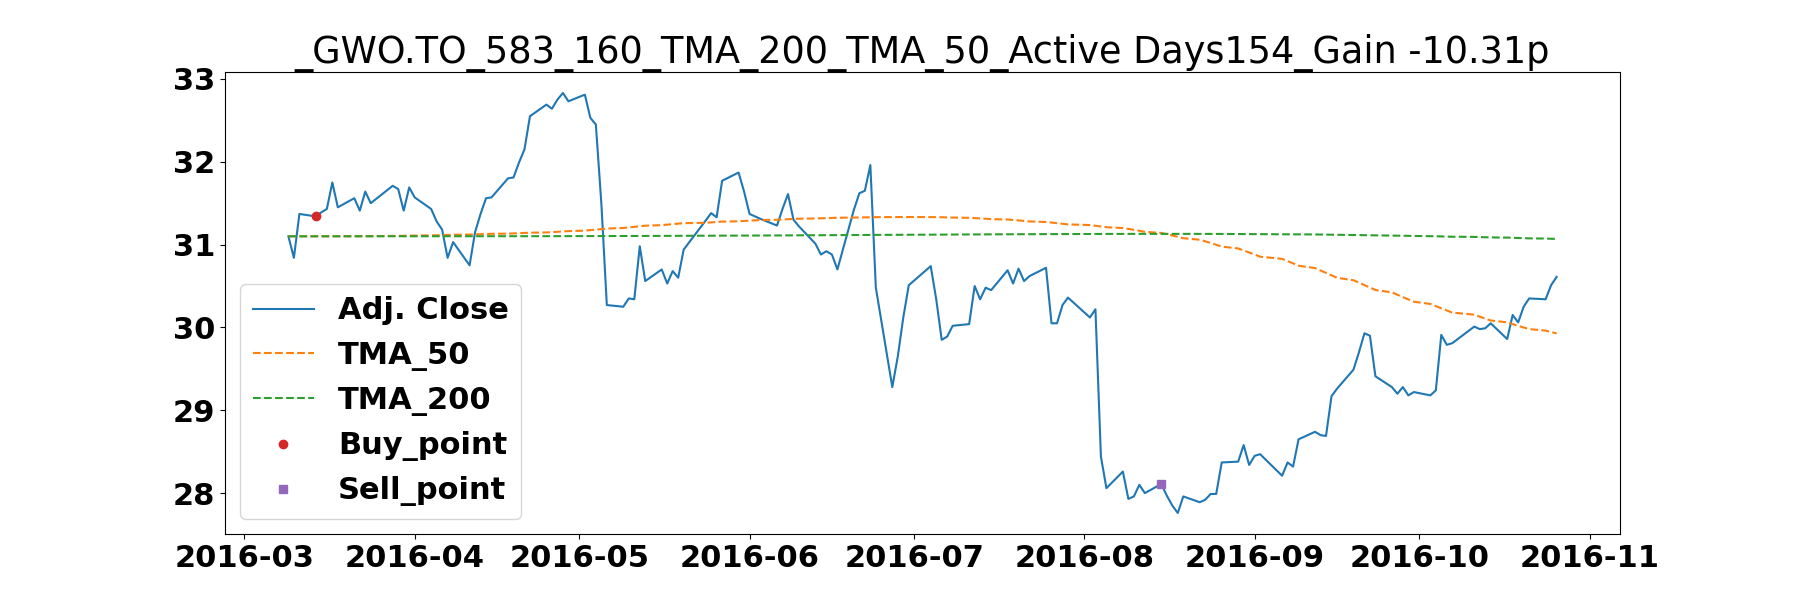 _GWO.TO_583_160_TMA_200_TMA_50_Active Days154_Gain -10.31p
33
32
31
30
29
28
Adj. Close
TMA_50
TMA_200
Buy_point
Sell_point
2016-03 2016-04 2016-05 2016-06 2016-07 2016-08 2016-09 2016-10 2016-11